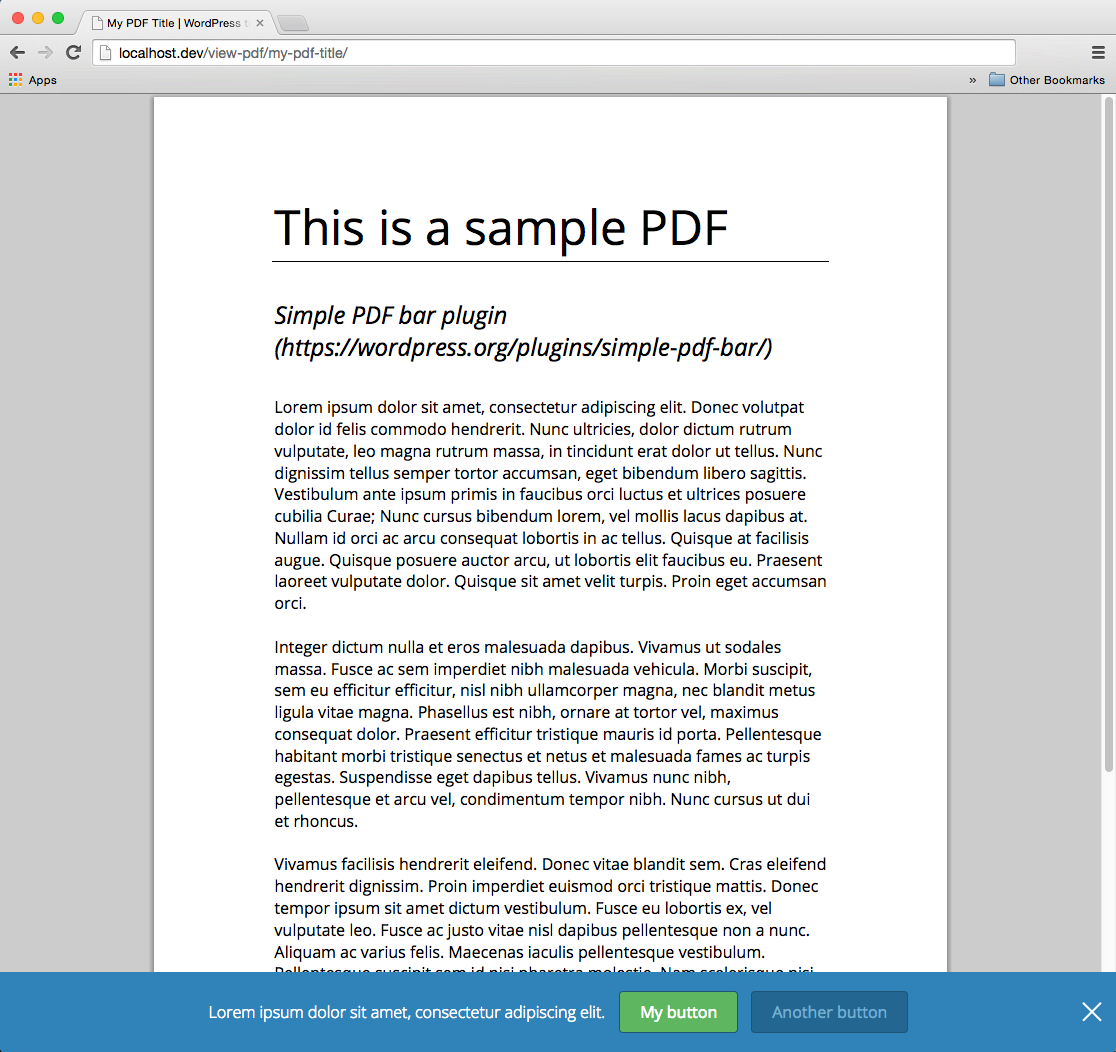 My PDF Title | WordPress
localhost.dev/view-pdf/my-pdf-title/
Apps
» Other Bookmarks
This is a sample PDF
Simple PDF bar plugin
(https://wordpress.org/plugins/simple-pdf-bar/)
Lorem ipsum dolor sit amet, consectetur adipiscing elit. Donec volutpat
dolor id felis commodo hendrerit. Nunc ultricies, dolor dictum rutrum
vulputate, leo magna rutrum massa, in tincidunt erat dolor ut tellus. Nunc
dignissim tellus semper tortor accumsan, eget bibendum libero sagittis.
Vestibulum ante ipsum primis in faucibus orci luctus et ultrices posuere
cubilia Curae; Nunc cursus bibendum lorem, vel mollis lacus dapibus at.
Nullam id orci ac arcu consequat lobortis in ac tellus. Quisque at facilisis
augue. Quisque posuere auctor arcu, ut lobortis elit faucibus eu. Praesent
laoreet vulputate dolor. Quisque sit amet velit turpis. Proin eget accumsan
orci.
Integer dictum nulla et eros malesuada dapibus. Vivamus ut sodales
massa. Fusce ac sem imperdiet nibh malesuada vehicula. Morbi suscipit,
sem eu efficitur efficitur, nisl nibh ullamcorper magna, nec blandit metus
ligula vitae magna. Phasellus est nibh, ornare at tortor vel, maximus
consequat dolor. Praesent efficitur tristique mauris id porta. Pellentesque
habitant morbi tristique senectus et netus et malesuada fames ac turpis
egestas. Suspendisse eget dapibus tellus. Vivamus nunc nibh,
pellentesque et arcu vel, condimentum tempor nibh. Nunc cursus ut dui
et rhoncus.
Vivamus facilisis hendrerit eleifend. Donec vitae blandit sem. Cras eleifend
hendrerit dignissim. Proin imperdiet euismod orci tristique mattis. Donec
tempor ipsum sit amet dictum vestibulum. Fusce eu lobortis ex, vel
vulputate leo. Fusce ac justo vitae nisl dapibus pellentesque non a nunc.
Aliquam ac varius felis. Maecenas iaculis pellentesque vestibulum.
Lorem ipsum dolor sit amet, consectetur adipiscing elit. My button Another button